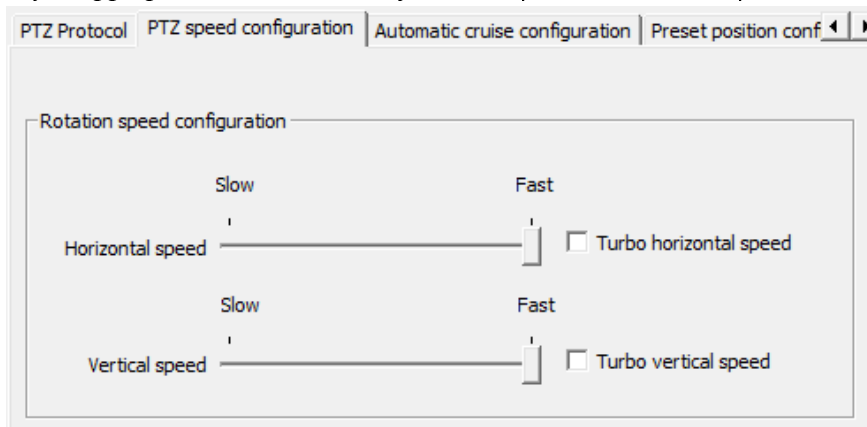 PTZ Protocol PTZ speed configuration Automatic cruise configuration Preset position conf
Rotation speed configuration
Slow Fast
Horizontal speed Turbo horizontal speed
Slow Fast
Vertical speed Turbo vertical speed